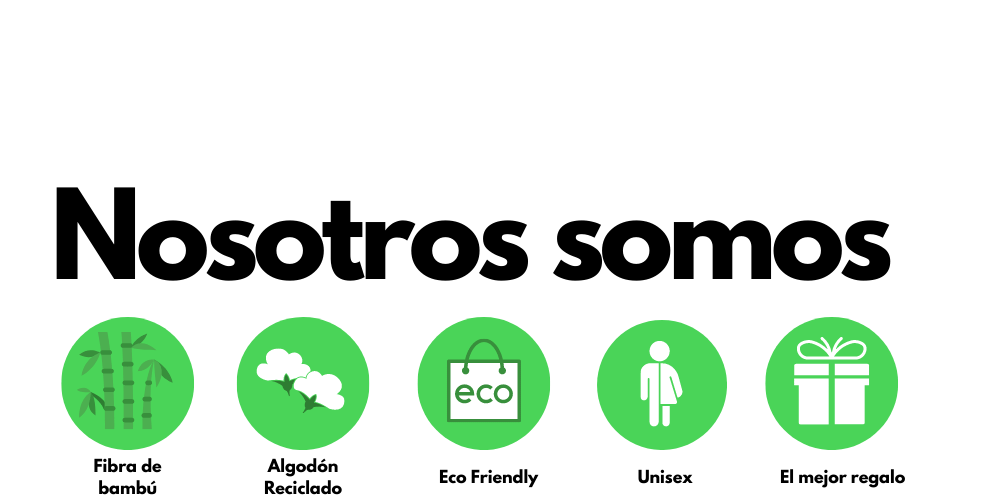 Nosotros somos
eco
Fibra de
bambú
Algodón
Reciclado
Eco Friendly
Unisex
El mejor regalo